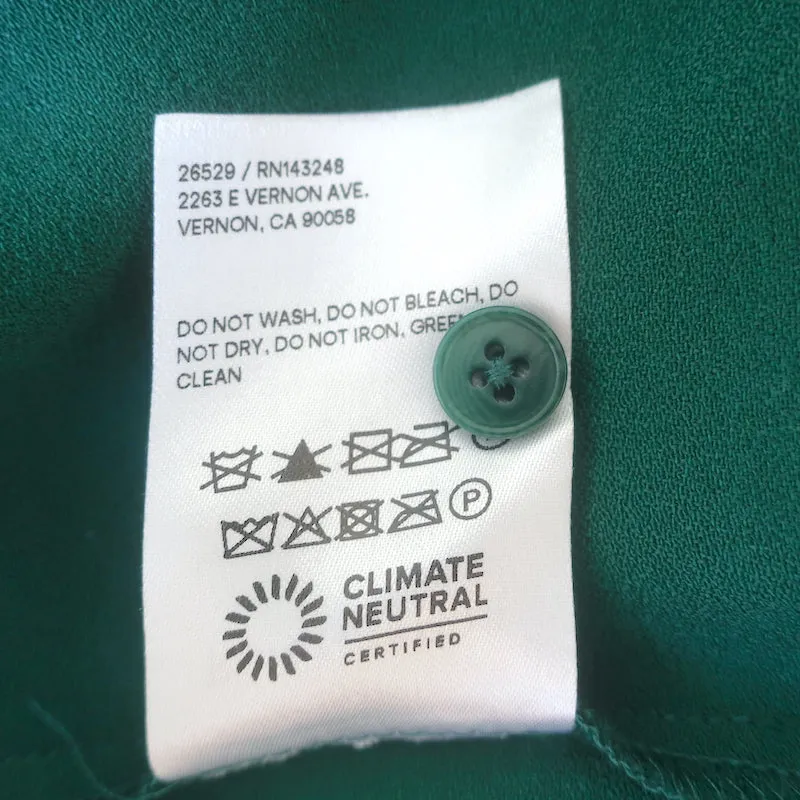 26529 / RN143248
2263 E VERNON AVE.
VERNON, CA 90058
DO NOT WASH, DO NOT BLEACH, DO
NOT DRY, DO NOT IRON, GREEN
CLEAN
P
CLIMATE
NEUTRAL
CERTIFIED